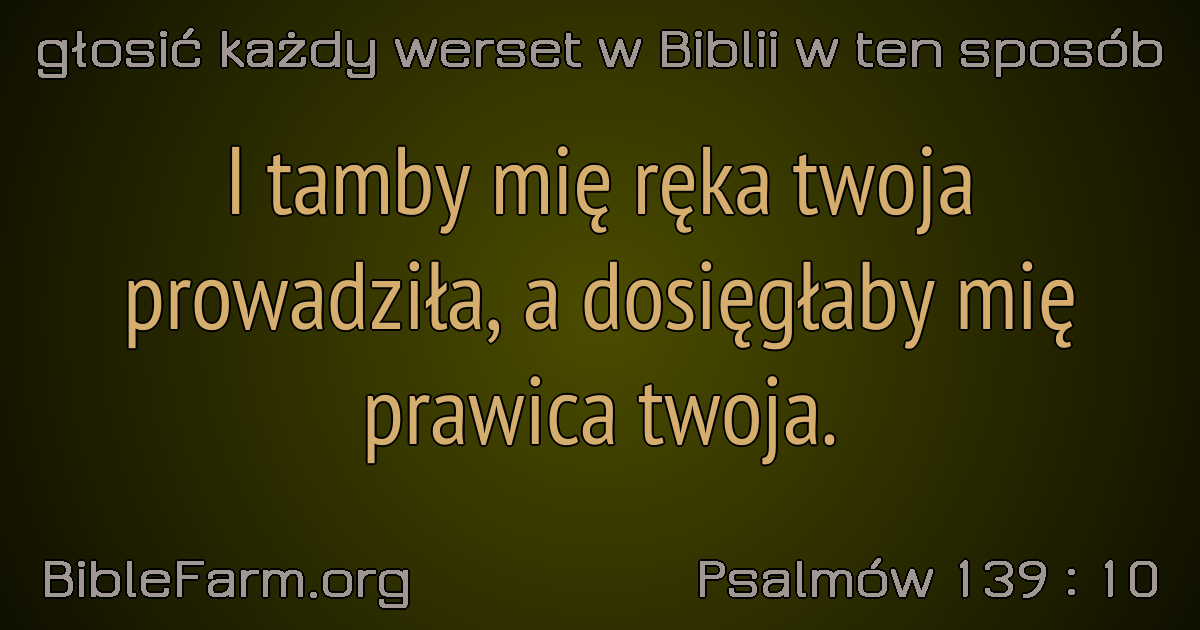 głosić każdy werset w Biblii w ten sposób
I tamby mię ręka twoja
prowadziła, a dosięgłaby mię
prawica twoja.
BibleFarm.org
Psalmów 139 : 10